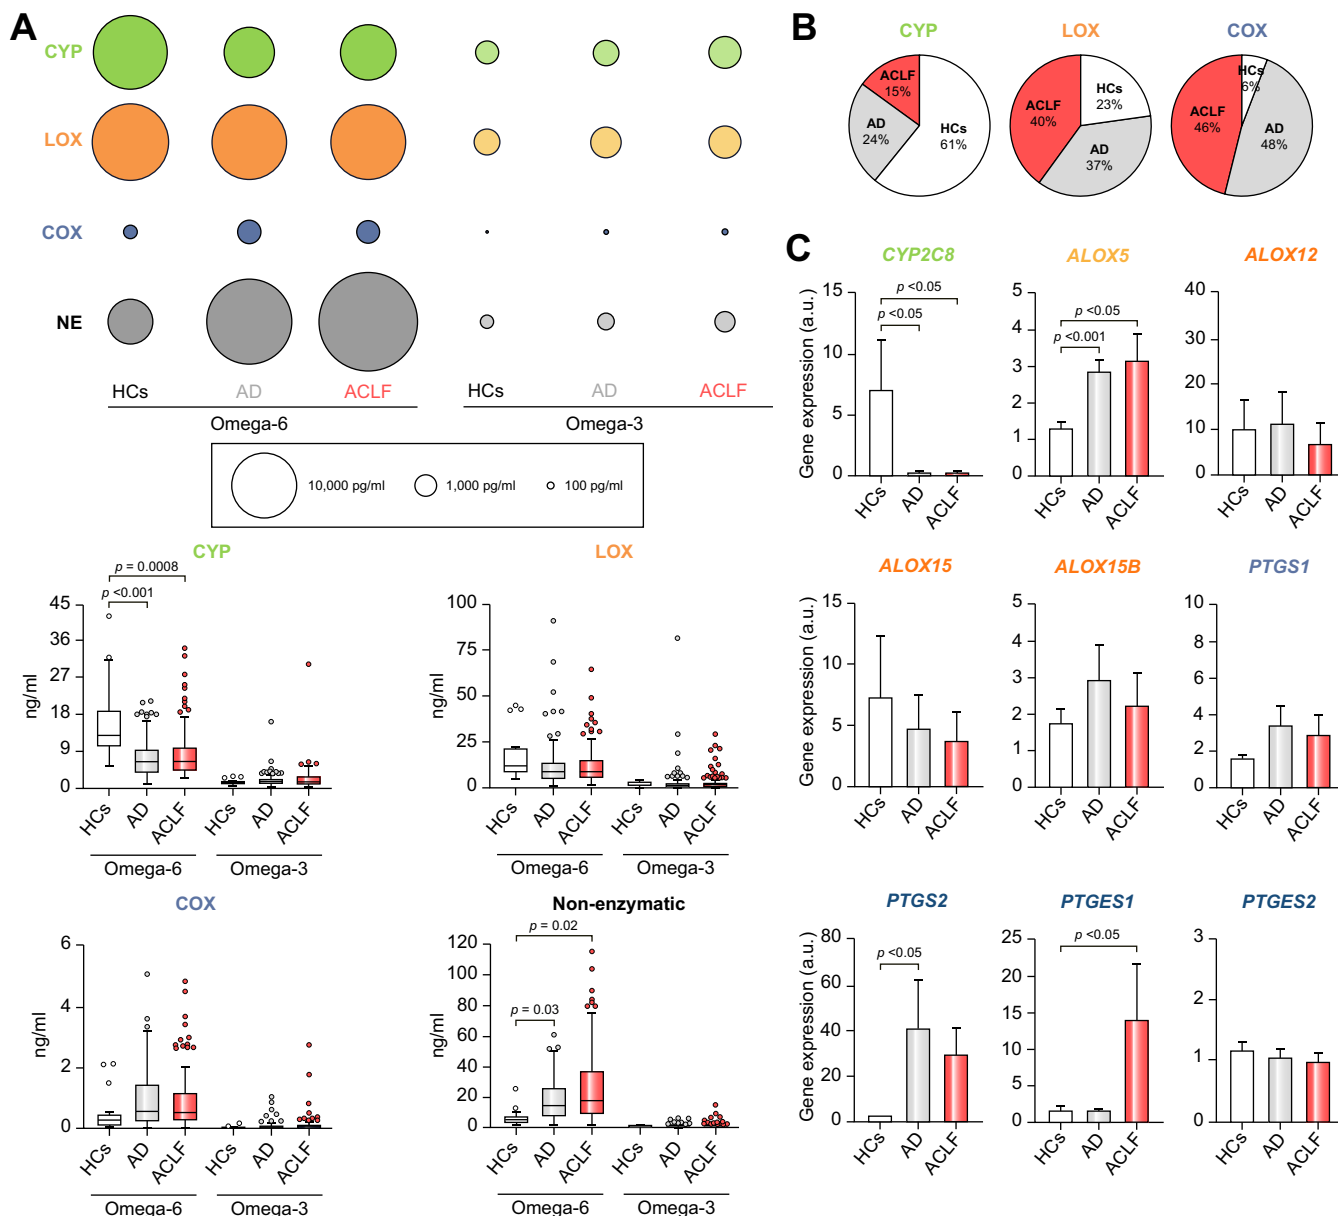 A
CYP
LOX
COX
NE
HCs AD ACLF HCs AD ACLF
Omega-6 Omega-3
10,000 pg/ml 1,000 pg/ml 100 pg/ml
CYP
p = 0.0008
p <0.001
ng/ml
45
36
27
18
9
0
HCs AD ACLF HCs AD ACLF
Omega-6 Omega-3
LOX
ng/ml
100
75
50
25
0
HCs AD ACLF HCs AD ACLF
Omega-6 Omega-3
COX
ng/ml
6
4
2
0
HCs AD ACLF HCs AD ACLF
Omega-6 Omega-3
Non-enzymatic
p = 0.02
p = 0.03
ng/ml
120
100
80
60
40
20
0
HCs AD ACLF HCs AD ACLF
Omega-6 Omega-3
B
CYP
ACLF
15%
AD
24%
HCs
61%
LOX
ACLF
40%
HCs
23%
AD
37%
COX
HCs
6%
ACLF
46%
AD
48%
C
CYP2C8
p <0.05
p <0.05
Gene expression (a.u.)
15
10
5
0
HCs AD ACLF
ALOX5
p <0.05
p <0.001
5
4
3
2
1
0
HCs AD ACLF
ALOX12
40
30
20
10
0
HCs AD ACLF
ALOX15
Gene expression (a.u.)
15
10
5
0
HCs AD ACLF
ALOX15B
5
4
3
2
1
0
HCs AD ACLF
PTGS1
10
8
6
4
2
0
HCs AD ACLF
PTGS2
p <0.05
Gene expression (a.u.)
80
60
40
20
0
HCs AD ACLF
PTGES1
p <0.05
25
20
15
10
5
0
HCs AD ACLF
PTGES2
3
2
1
0
HCs AD ACLF